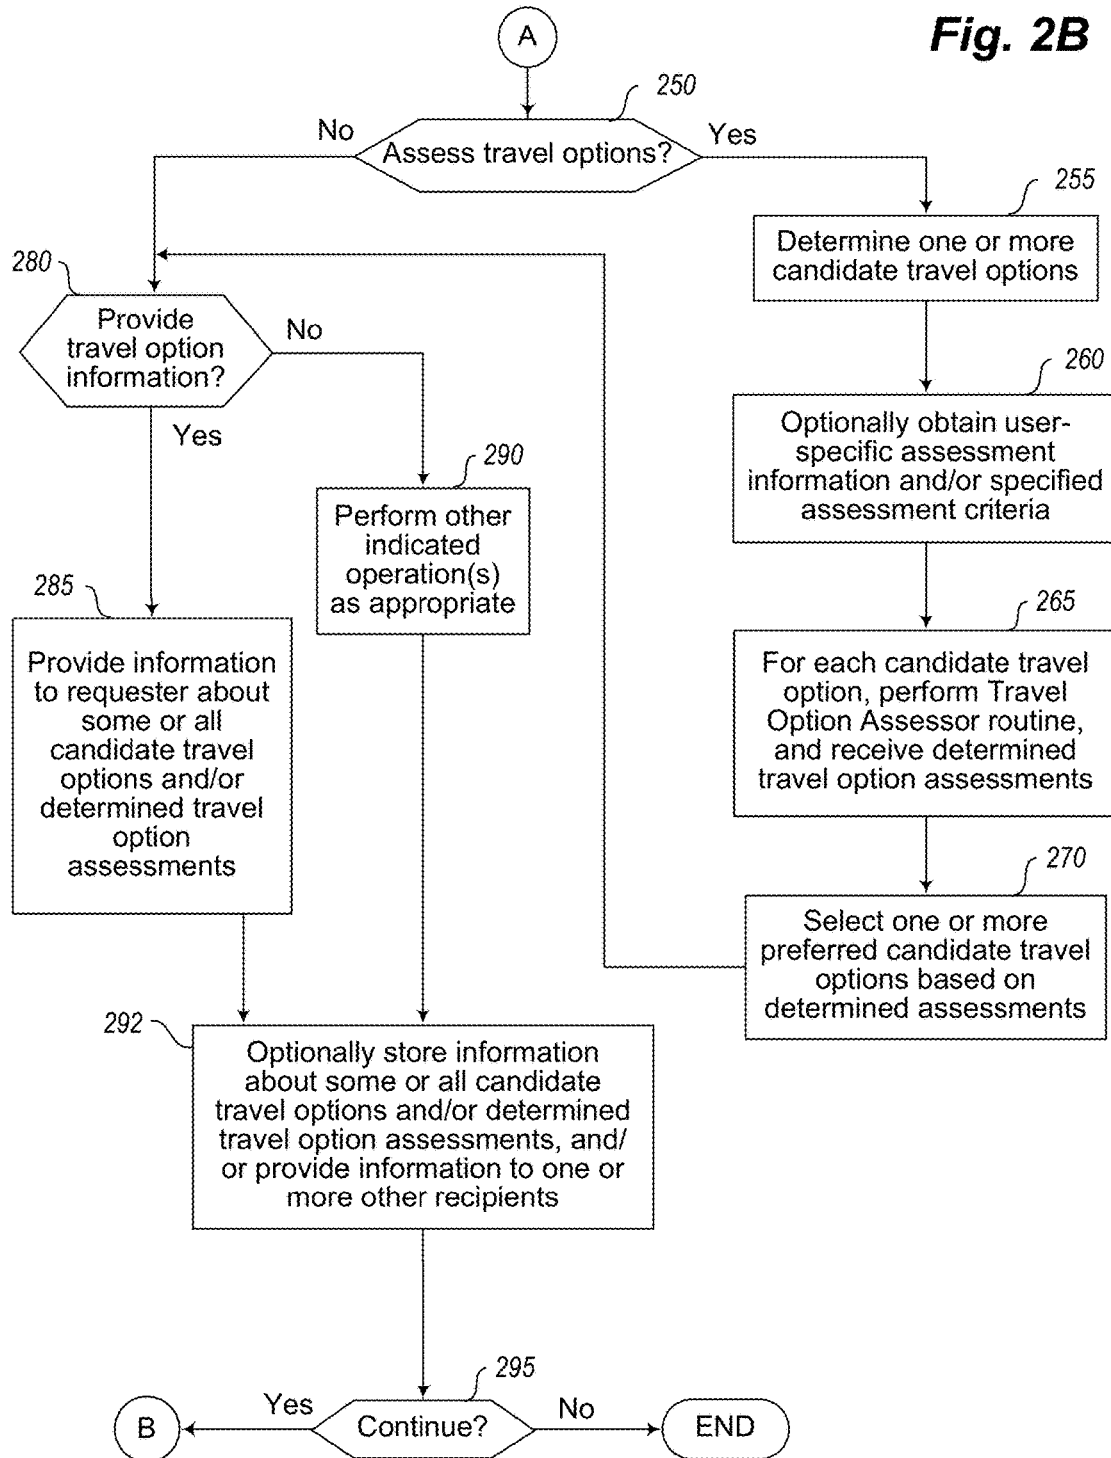 Fig. 2B
A
250
No
Assess travel options?
Yes
255
Determine one or more
candidate travel options
280
Provide
travel option
information?
No
Yes
260
Optionally obtain user-
specific assessment
information and/or specified
assessment criteria
290
Perform other
indicated
operation(s)
as appropriate
285
Provide information
to requester about
some or all
candidate travel
options and/or
determined travel
option
assessments
265
For each candidate travel
option, perform Travel
Option Assessor routine,
and receive determined
travel option assessments
270
Select one or more
preferred candidate travel
options based on
determined assessments
292
Optionally store information
about some or all candidate
travel options and/or determined
travel option assessments, and/
or provide information to one or
more other recipients
295
B
Yes
Continue?
No
END